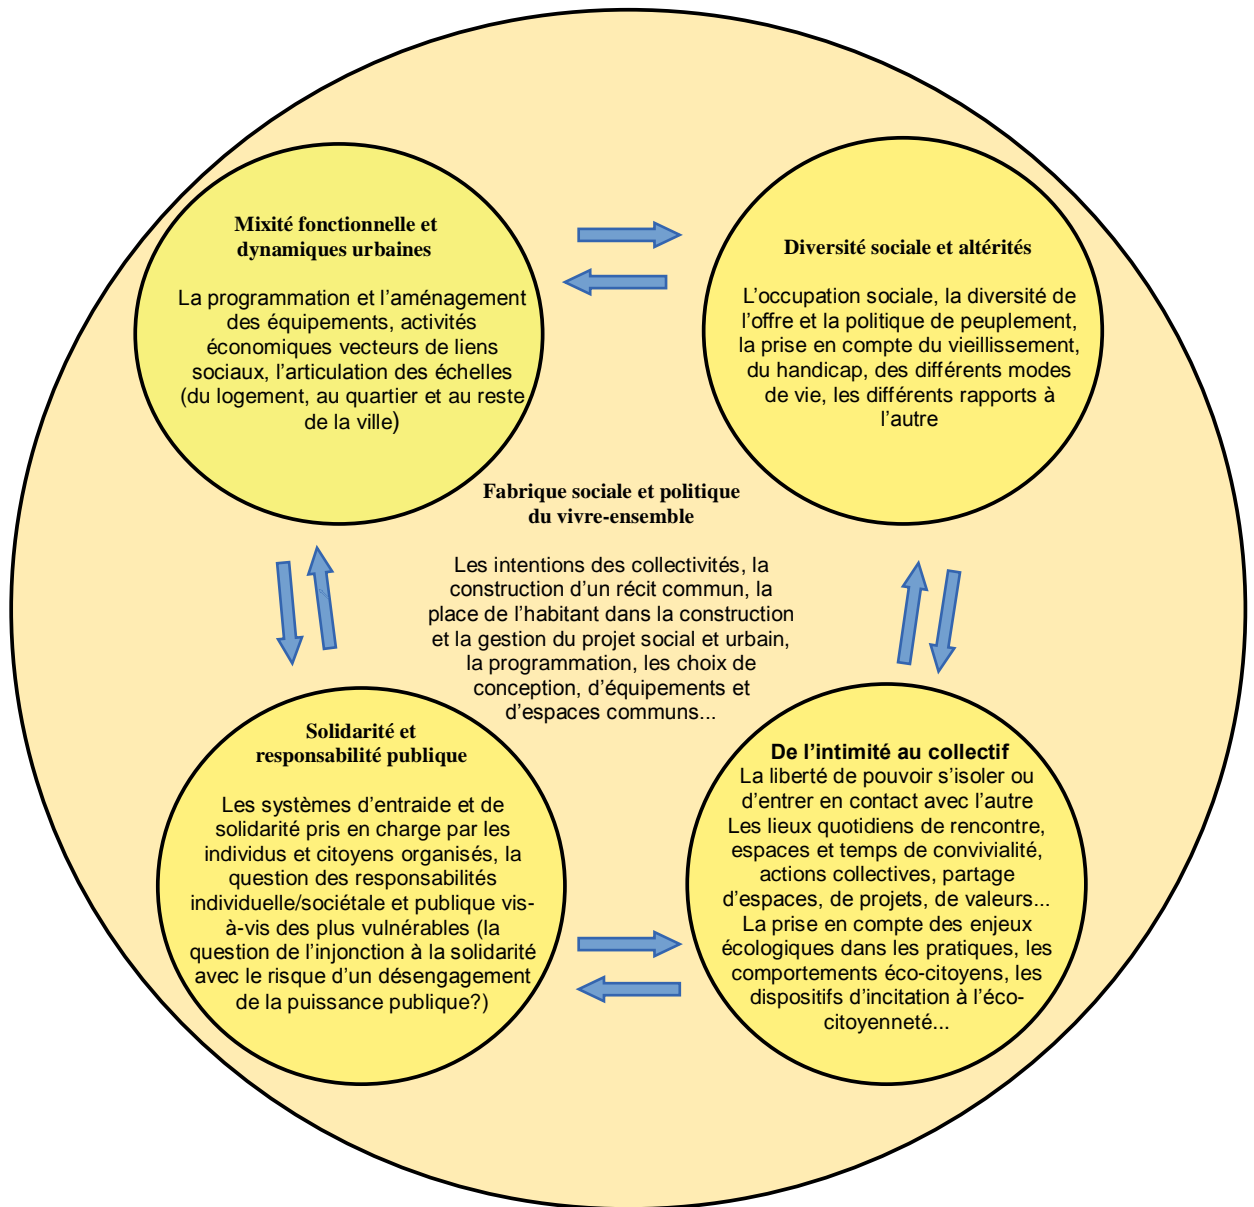 Mixité fonctionnelle et
dynamiques urbaines
La programmation et l’aménagement
des équipements, activités
économiques vecteurs de liens
sociaux, l’articulation des échelles
(du logement, au quartier et au reste
de la ville)
Diversité sociale et altérités
L’occupation sociale, la diversité de
l’offre et la politique de peuplement,
la prise en compte du vieillissement,
du handicap, des différents modes
de vie, les différents rapports à
l’autre
Fabrique sociale et politique
du vivre-ensemble
Les intentions des collectivités, la
construction d’un récit commun, la
place de l’habitant dans la construction
et la gestion du projet social et urbain,
la programmation, les choix de
conception, d’équipements et
d’espaces communs...
Solidarité et
responsabilité publique
Les systèmes d’entraide et de
solidarité pris en charge par les
individus et citoyens organisés, la
question des responsabilités
individuelle/sociétale et publique vis-
à-vis des plus vulnérables (la
question de l’injonction à la solidarité
avec le risque d’un désengagement
de la puissance publique?)
De l’intimité au collectif
La liberté de pouvoir s’isoler ou
d’entrer en contact avec l’autre
Les lieux quotidiens de rencontre,
espaces et temps de convivialité,
actions collectives, partage
d’espaces, de projets, de valeurs...
La prise en compte des enjeux
écologiques dans les pratiques, les
comportements éco-citoyens, les
dispositifs d’incitation à l’éco-
citoyenneté...